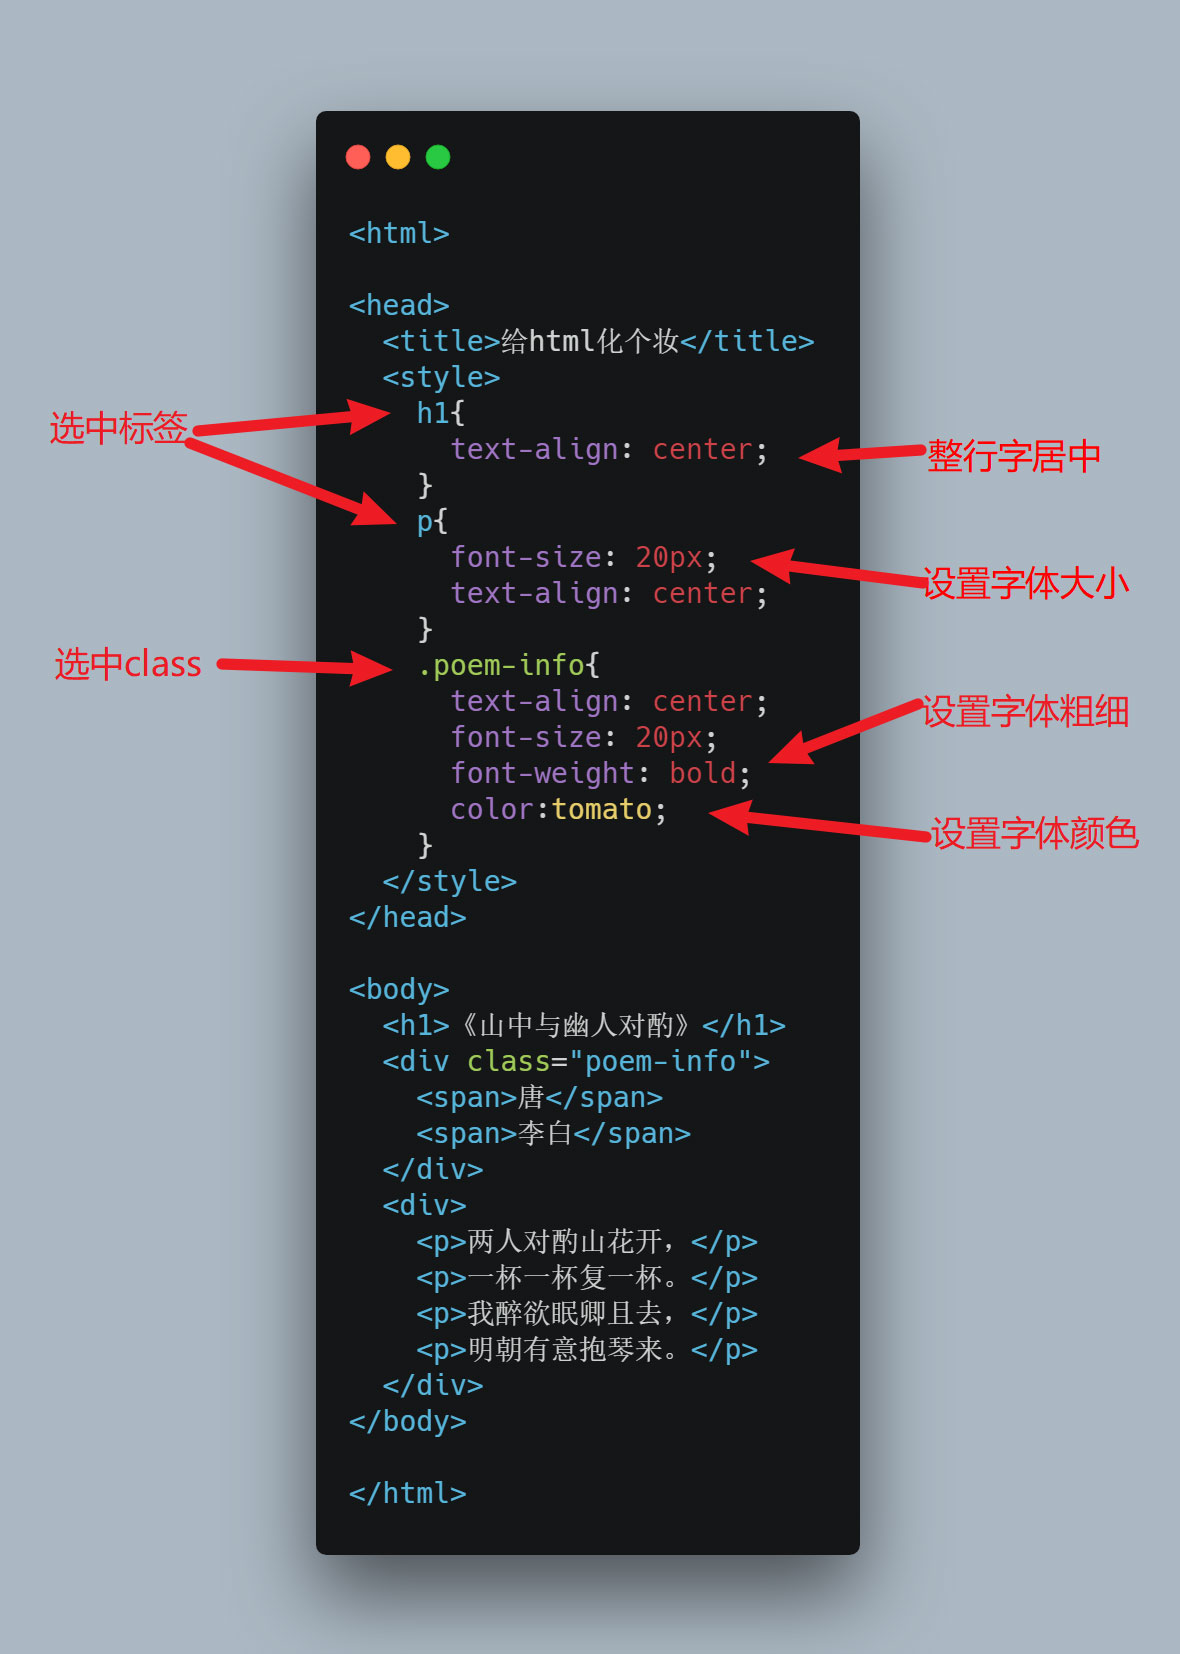 <html>
<head>
<title>给html化个妆</title>
<style>
选中标签
h1{
text-align: center;
整行字居中
}
p{
font-size: 20px;
设置字体大小
text-align: center;
}
选中class
.poem-info{
text-align: center;
设置字体粗细
font-size: 20px;
font-weight: bold;
color:tomato;
设置字体颜色
}
</style>
</head>
<body>
<h1>《山中与幽人对酌》</h1>
<div class="poem-info">
<span>唐</span>
<span>李白</span>
</div>
<div>
<p>两人对酌山花开，</p>
<p>一杯一杯复一杯。</p>
<p>我醉欲眠卿且去，</p>
<p>明朝有意抱琴来。</p>
</div>
</body>
</html>